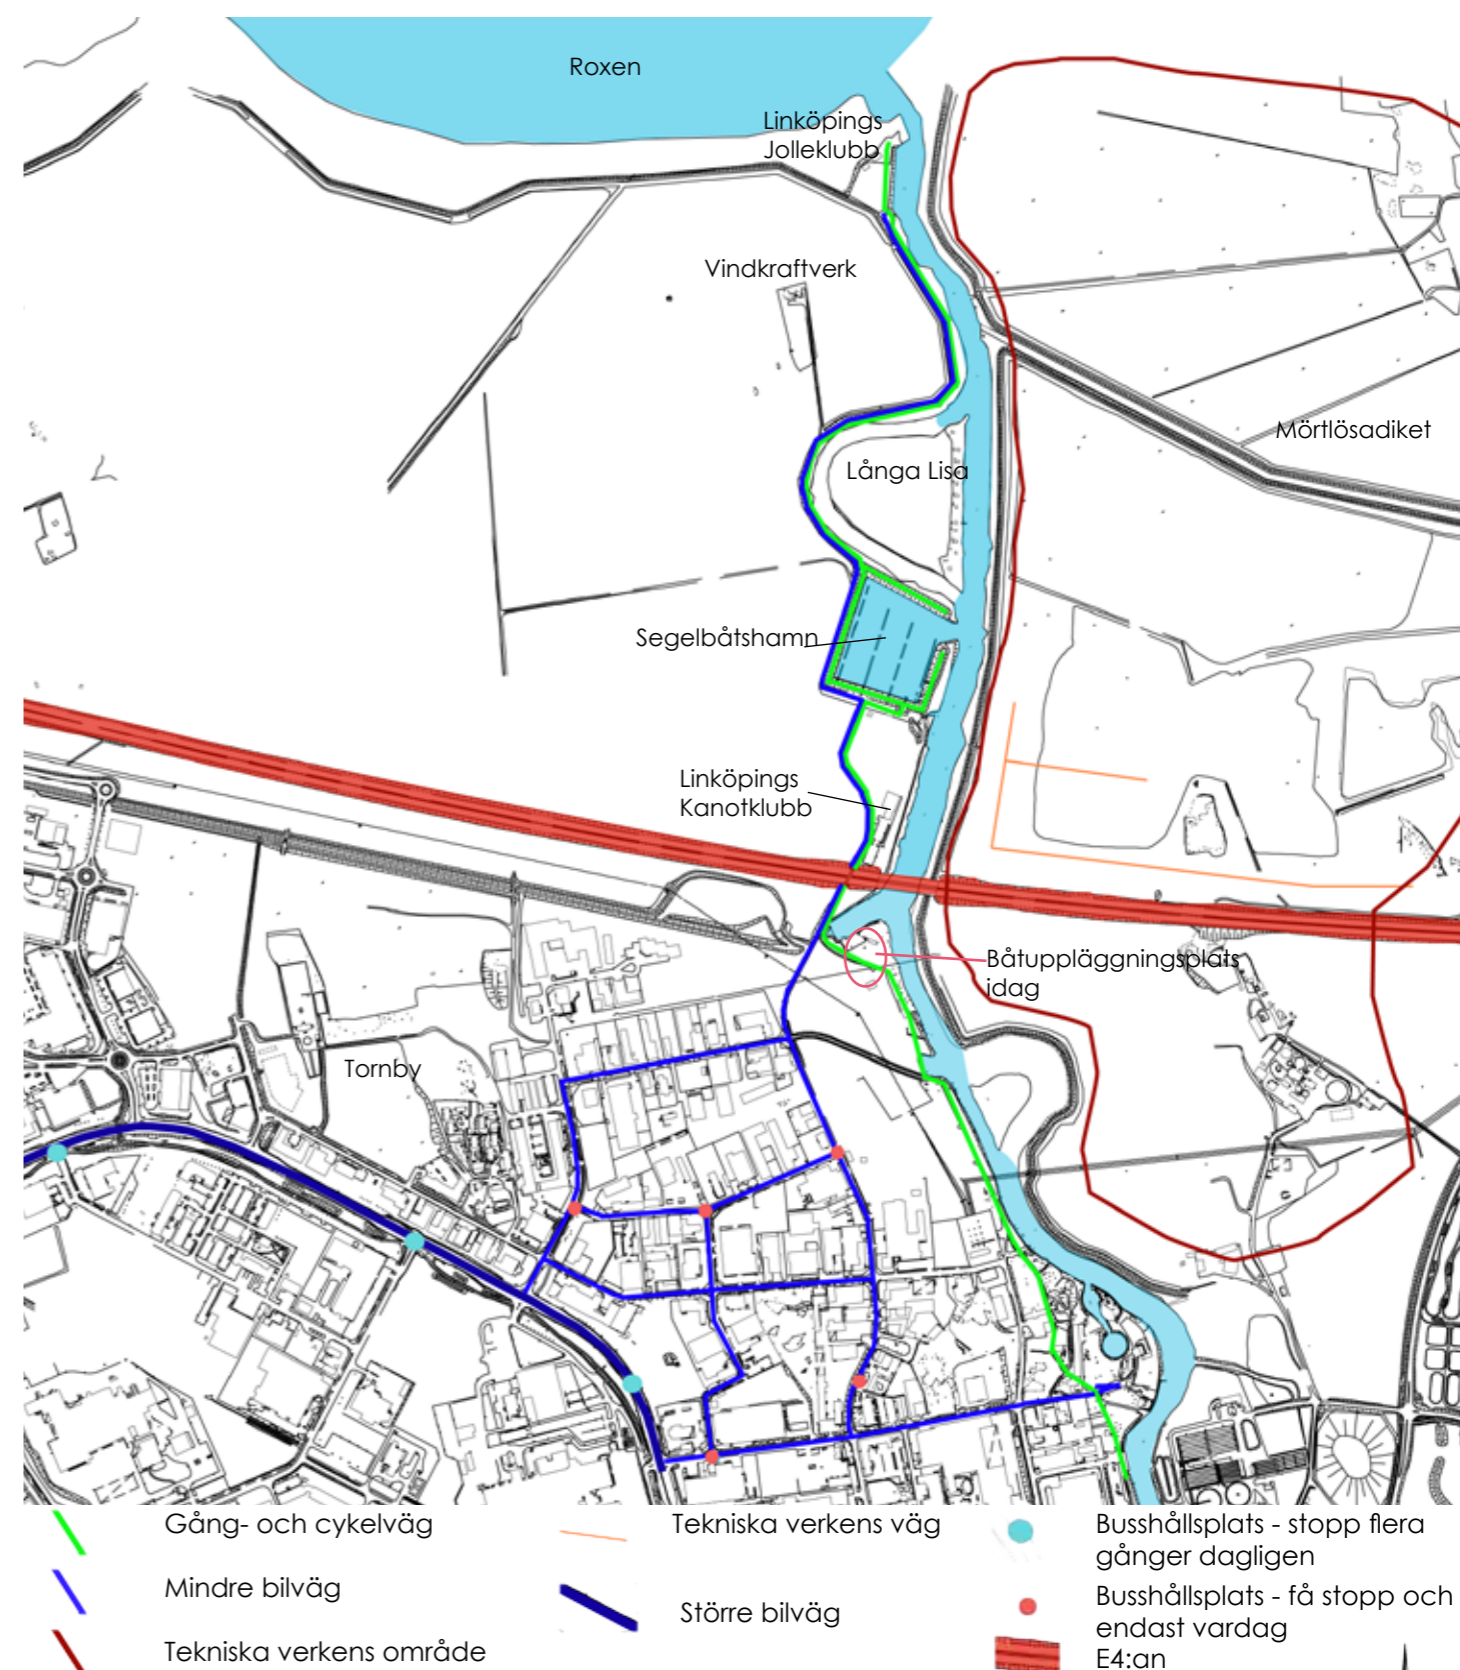 Roxen
Linköpings
Jolleklubb
Vindkraftverk
Mörtlösadiket
Långa Lisa
Segelbåtshamn
Linköpings
Kanotklubb
Båtuppläggningsplats
idag
Tornby
Gång- och cykelväg
Tekniska verkens väg
Busshållsplats - stopp flera
gånger dagligen
Mindre bilväg
Större bilväg
Busshållsplats - få stopp och
endast vardag
Tekniska verkens område
E4:an